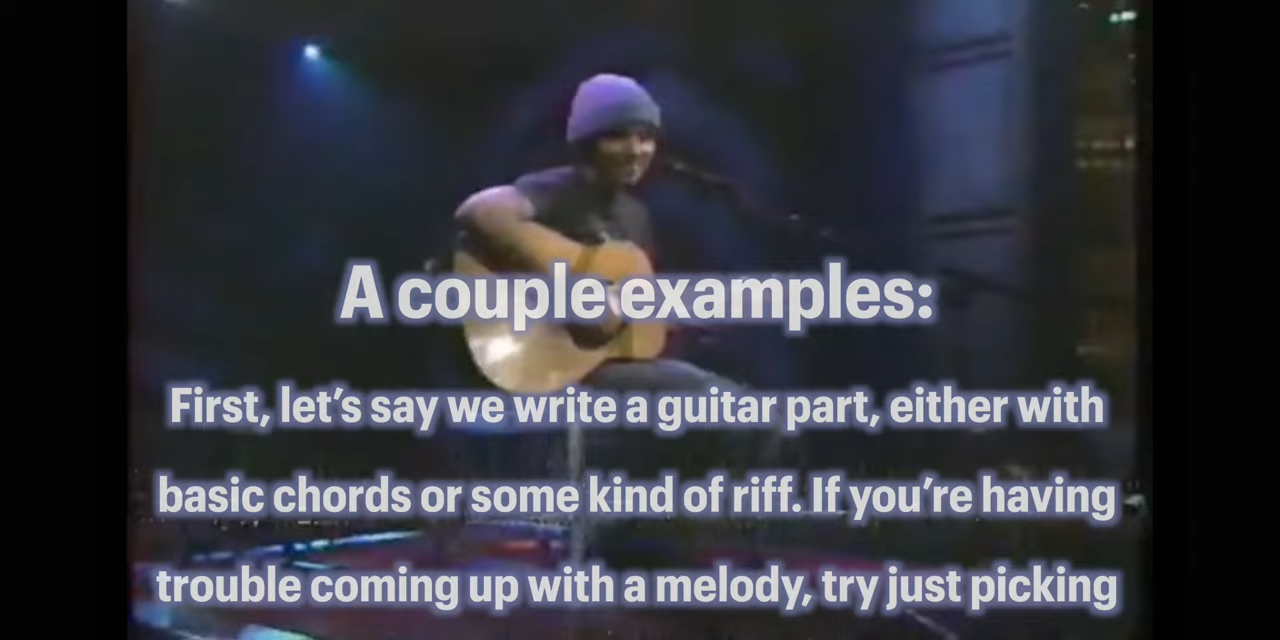 A couple examples:
First, let’s say we write a guitar part, either with
basic chords or some kind of riff. If you’re having
trouble coming up with a melody, try just picking